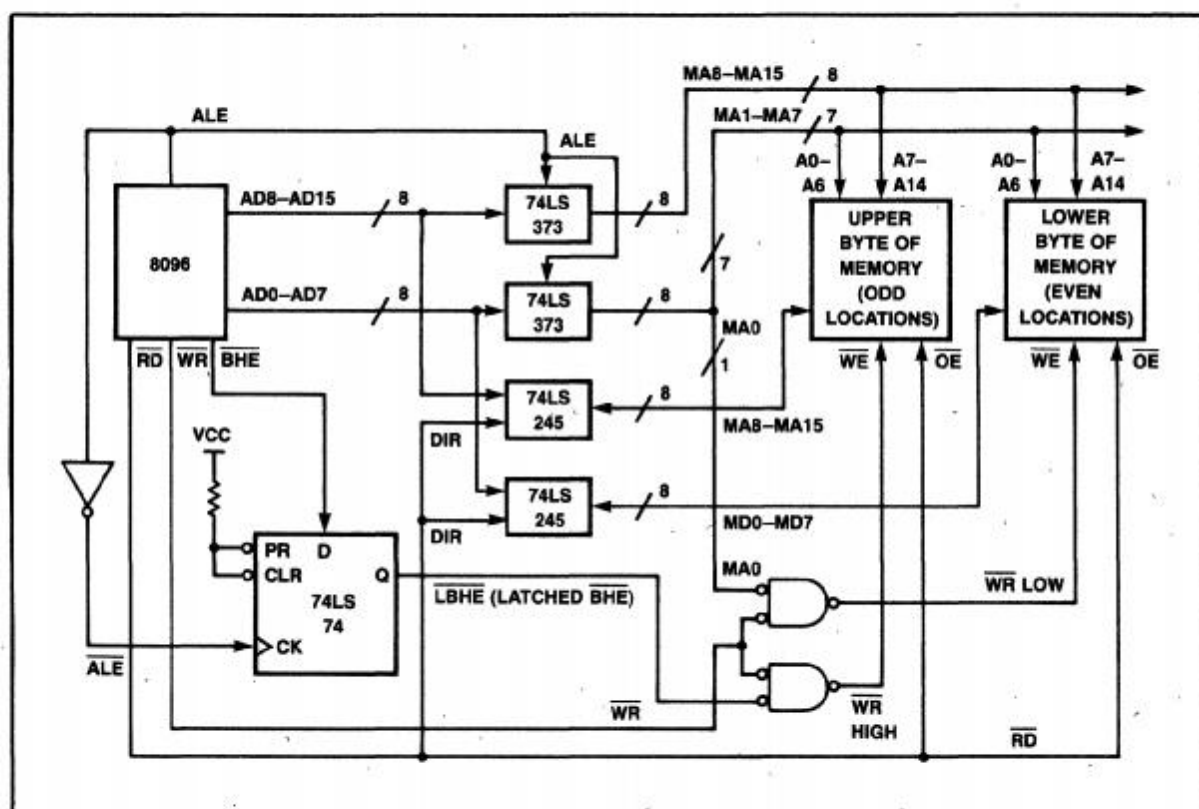 MA8–MA15 8
MA1–MA7 7
ALE
ALE
A0–
A6
A7–
A14
A0–
A6
A7–
A14
8096
AD8–AD15 8
74LS
373
8
UPPER
BYTE OF
MEMORY
(ODD
LOCATIONS)
LOWER
BYTE OF
MEMORY
(EVEN
LOCATIONS)
7
AD0–AD7 8
74LS
373
8
MA0
1
RD WR BHE
WE OE WE OE
74LS
245
8
MA8–MA15
DIR
VCC
74LS
245
8
MD0–MD7
DIR
PR D
CLR Q
74LS
74
CK
LBHE (LATCHED BHE)
MA0
WR LOW
ALE
WR
WR
HIGH
RD